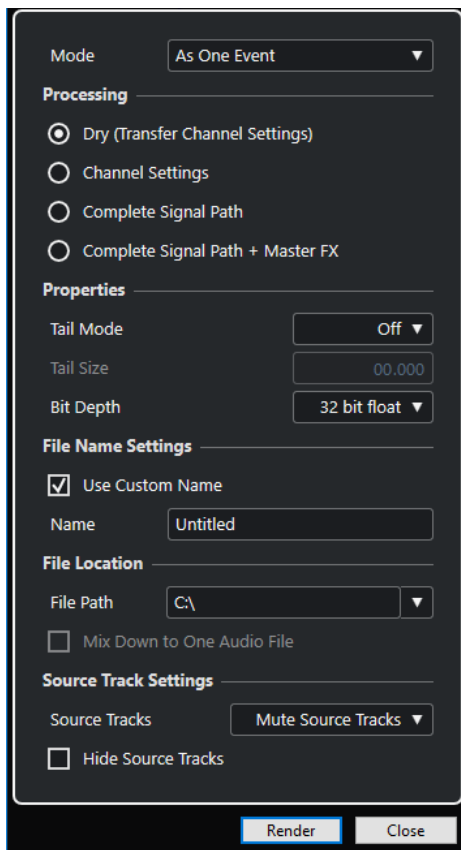 Mode As One Event
Processing
Dry (Transfer Channel Settings)
Channel Settings
Complete Signal Path
Complete Signal Path + Master FX
Properties
Tail Mode Off
Tail Size 00.000
Bit Depth 32 bit float
File Name Settings
Use Custom Name
Name Untitled
File Location
File Path C:\
Mix Down to One Audio File
Source Track Settings
Source Tracks Mute Source Tracks
Hide Source Tracks
Render Close